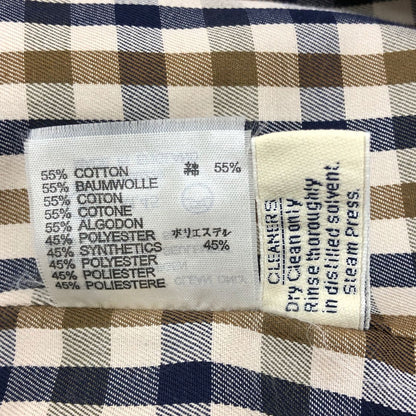 55% COTTON 綿 55%
55% BAUMWOLLE
55% COTON
55% COTONE
55% ALGODON
45% POLYESTER ポリエステル
45% SYNTHETICS 45%
45% POLYESTER
45% POLIESTER
45% POLIESTERE
CLEANERS
Dry Clean only
Rinse thoroughly
in distilled solvent.
Steam Press.